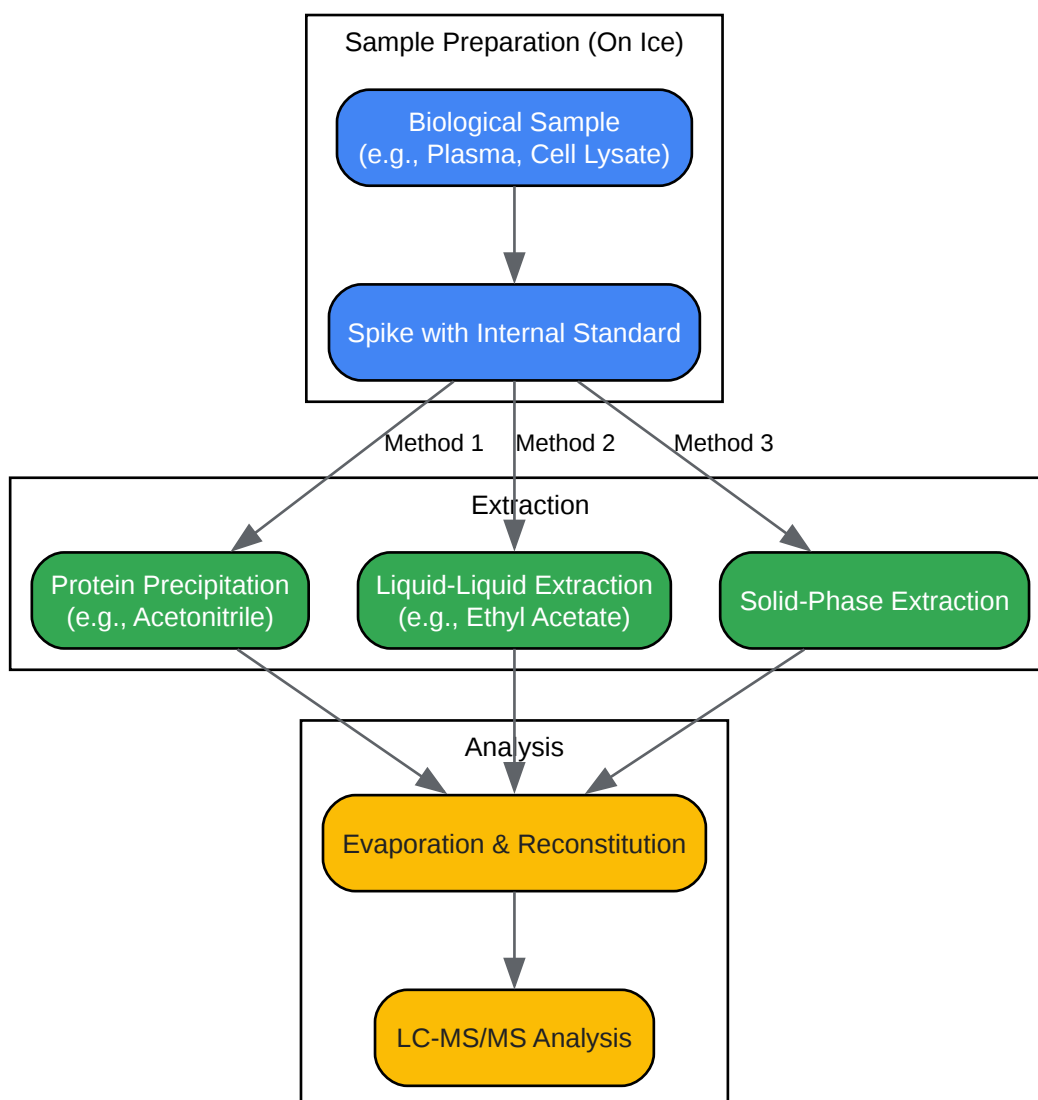 Sample Preparation (On Ice)
Biological Sample
(e.g., Plasma, Cell Lysate)
Spike with Internal Standard
Method 1
Method 2
Method 3
Extraction
Protein Precipitation
(e.g., Acetonitrile)
Liquid-Liquid Extraction
(e.g., Ethyl Acetate)
Solid-Phase Extraction
Analysis
Evaporation & Reconstitution
LC-MS/MS Analysis